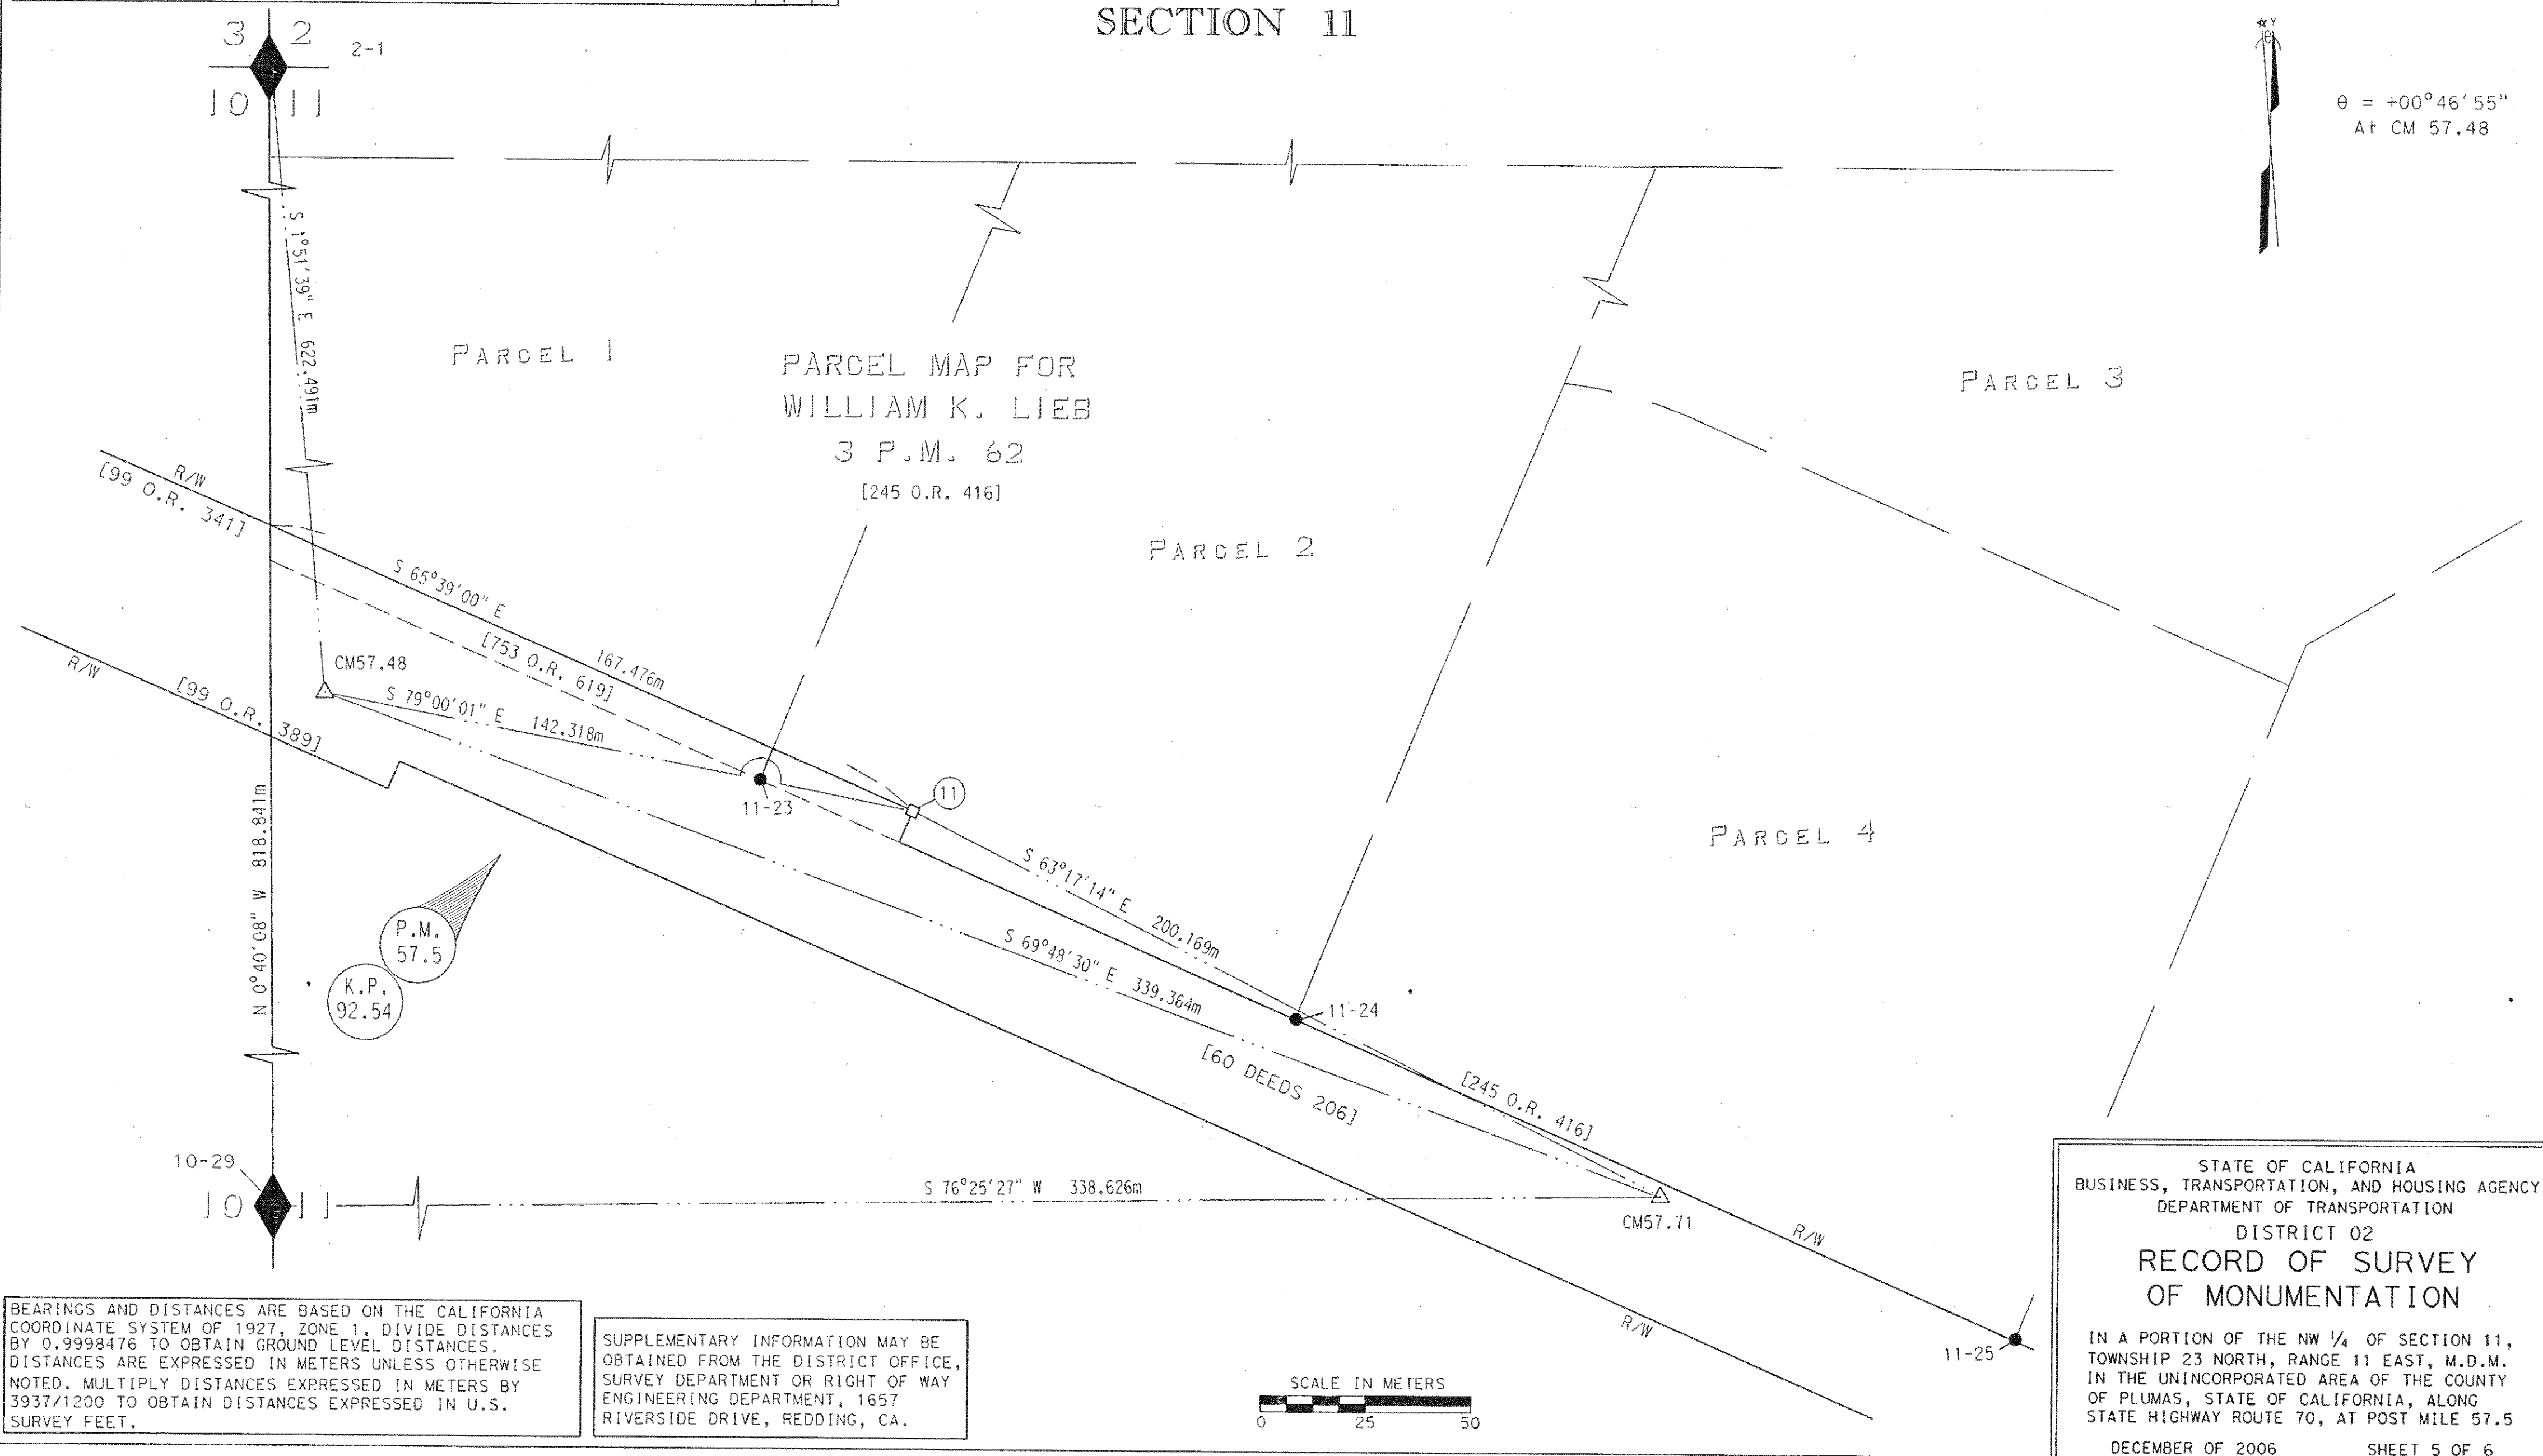 SECTION 11
3 2
2-1
10 11
θ = +00°46'55"
At CM 57.48
S 1°51'39" E 622.491m
PARCEL 1
PARCEL MAP FOR
WILLIAM K. LIEB
3 P.M. 62
[245 O.R. 416]
PARCEL 3
R/W
[99 O.R. 341]
PARCEL 2
S 65°39'00" E 167.476m
[753 O.R. 619]
CM57.48
R/W
[99 O.R. 389]
S 79°00'01" E 142.318m
11-23
11
PARCEL 4
N 0°40'08" W 818.841m
P.M.
57.5
K.P.
92.54
S 63°17'14" E 200.169m
S 69°48'30" E 339.364m
11-24
[60 DEEDS 206]
[245 O.R. 416]
10-29
10 11
S 76°25'27" W 338.626m
CM57.71
R/W
R/W
11-25
BEARINGS AND DISTANCES ARE BASED ON THE CALIFORNIA
COORDINATE SYSTEM OF 1927, ZONE 1. DIVIDE DISTANCES
BY 0.9998476 TO OBTAIN GROUND LEVEL DISTANCES.
DISTANCES ARE EXPRESSED IN METERS UNLESS OTHERWISE
NOTED. MULTIPLY DISTANCES EXPRESSED IN METERS BY
3937/1200 TO OBTAIN DISTANCES EXPRESSED IN U.S.
SURVEY FEET.
SUPPLEMENTARY INFORMATION MAY BE
OBTAINED FROM THE DISTRICT OFFICE,
SURVEY DEPARTMENT OR RIGHT OF WAY
ENGINEERING DEPARTMENT, 1657
RIVERSIDE DRIVE, REDDING, CA.
SCALE IN METERS
0 25 50
STATE OF CALIFORNIA
BUSINESS, TRANSPORTATION, AND HOUSING AGENCY
DEPARTMENT OF TRANSPORTATION
DISTRICT 02
RECORD OF SURVEY
OF MONUMENTATION
IN A PORTION OF THE NW 1/4 OF SECTION 11,
TOWNSHIP 23 NORTH, RANGE 11 EAST, M.D.M.
IN THE UNINCORPORATED AREA OF THE COUNTY
OF PLUMAS, STATE OF CALIFORNIA, ALONG
STATE HIGHWAY ROUTE 70, AT POST MILE 57.5
DECEMBER OF 2006 SHEET 5 OF 6